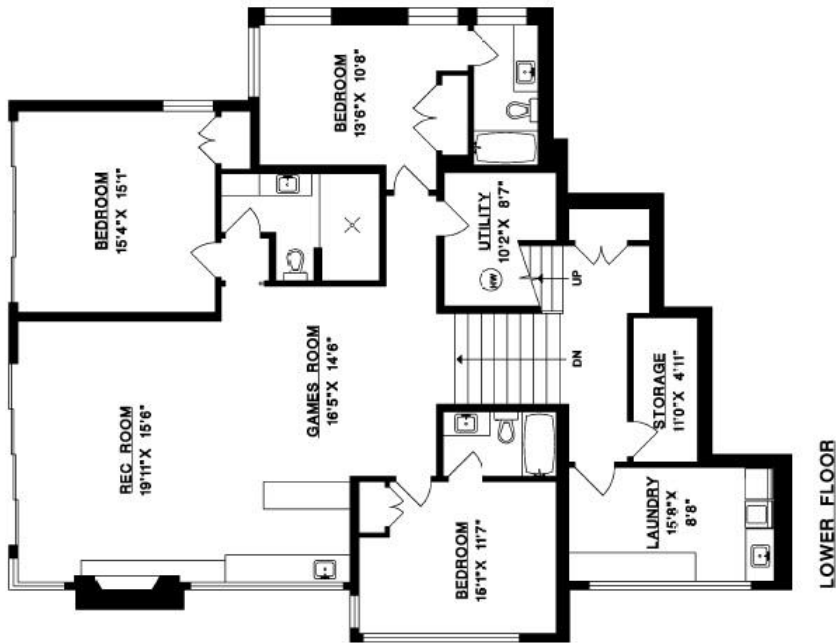 BEDROOM
13'6" X 10'8"
BEDROOM
15'4" X 15'1"
UTILITY
10'2" X 8'7"
HW
UP
DN
GAMES ROOM
16'5" X 14'6"
REC ROOM
19'11" X 15'6"
STORAGE
11'0" X 4'11"
LAUNDRY
15'8" X
8'8"
BEDROOM
15'1" X 11'7"
LOWER FLOOR